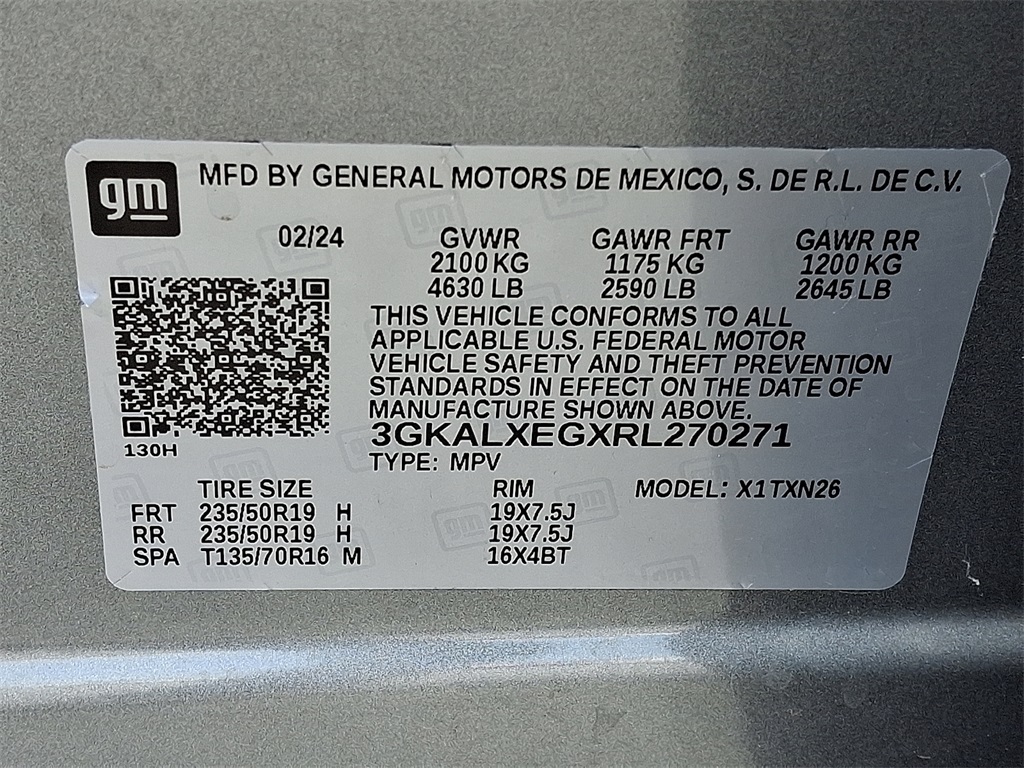 gm
MFD BY GENERAL MOTORS DE MEXICO, S. DE R.L. DE C.V.
02/24 GVWR GAWR FRT GAWR RR
2100 KG 1175 KG 1200 KG
4630 LB 2590 LB 2645 LB
THIS VEHICLE CONFORMS TO ALL
APPLICABLE U.S. FEDERAL MOTOR
VEHICLE SAFETY AND THEFT PREVENTION
STANDARDS IN EFFECT ON THE DATE OF
MANUFACTURE SHOWN ABOVE.
3GKALXEGXRL270271
130H
TYPE: MPV
TIRE SIZE RIM MODEL: X1TXN26
FRT 235/50R19 H 19X7.5J
RR 235/50R19 H 19X7.5J
SPA T135/70R16 M 16X4BT